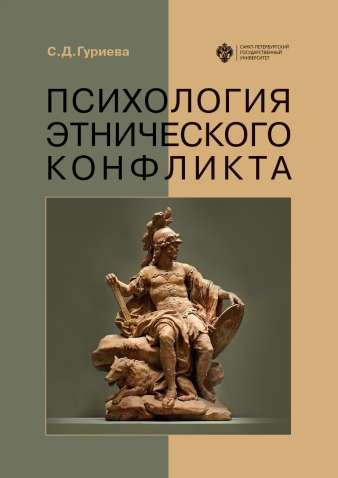 С. Д. Гуриева
САНКТ-ПЕТЕРБУРГСКИЙ
ГОСУДАРСТВЕННЫЙ
УНИВЕРСИТЕТ
ПСИХОЛОГИЯ
ЭТНИЧЕСКОГО
КОНФЛИКТА